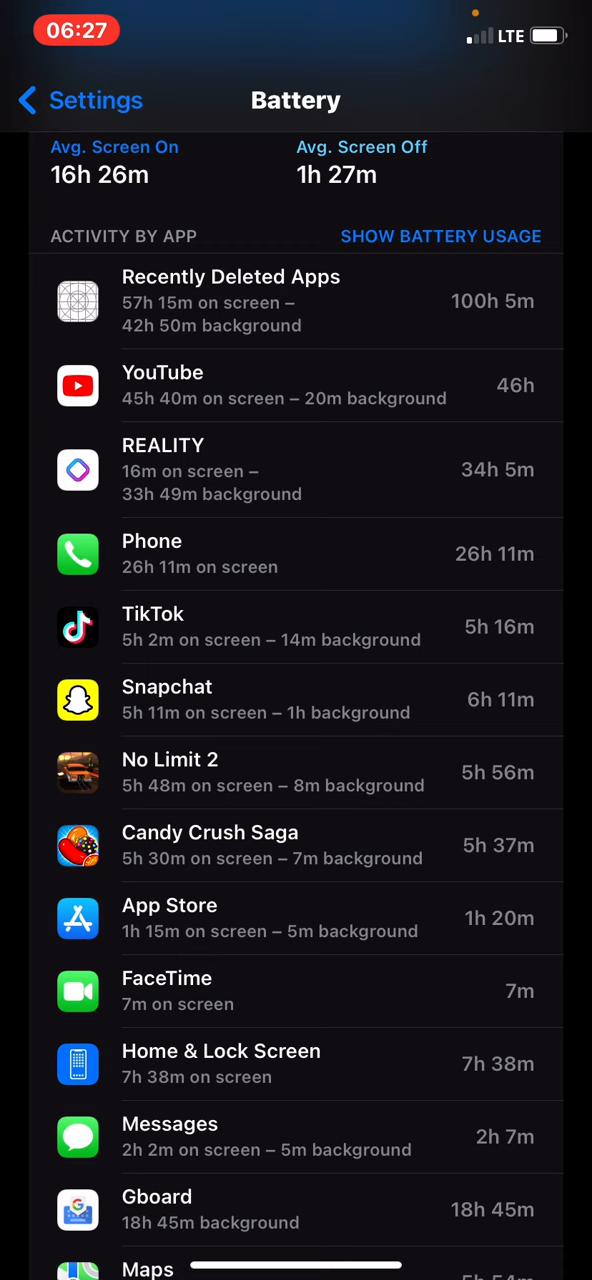 06:27
LTE
Settings
Battery
Avg. Screen On
Avg. Screen Off
16h 26m
1h 27m
ACTIVITY BY APP
SHOW BATTERY USAGE
Recently Deleted Apps
57h 15m on screen –
42h 50m background
100h 5m
YouTube
45h 40m on screen – 20m background
46h
REALITY
16m on screen –
33h 49m background
34h 5m
Phone
26h 11m on screen
26h 11m
TikTok
5h 2m on screen – 14m background
5h 16m
Snapchat
5h 11m on screen – 1h background
6h 11m
No Limit 2
5h 48m on screen – 8m background
5h 56m
Candy Crush Saga
5h 30m on screen – 7m background
5h 37m
App Store
1h 15m on screen – 5m background
1h 20m
FaceTime
7m on screen
7m
Home & Lock Screen
7h 38m on screen
7h 38m
Messages
2h 2m on screen – 5m background
2h 7m
Gboard
18h 45m background
18h 45m
Maps